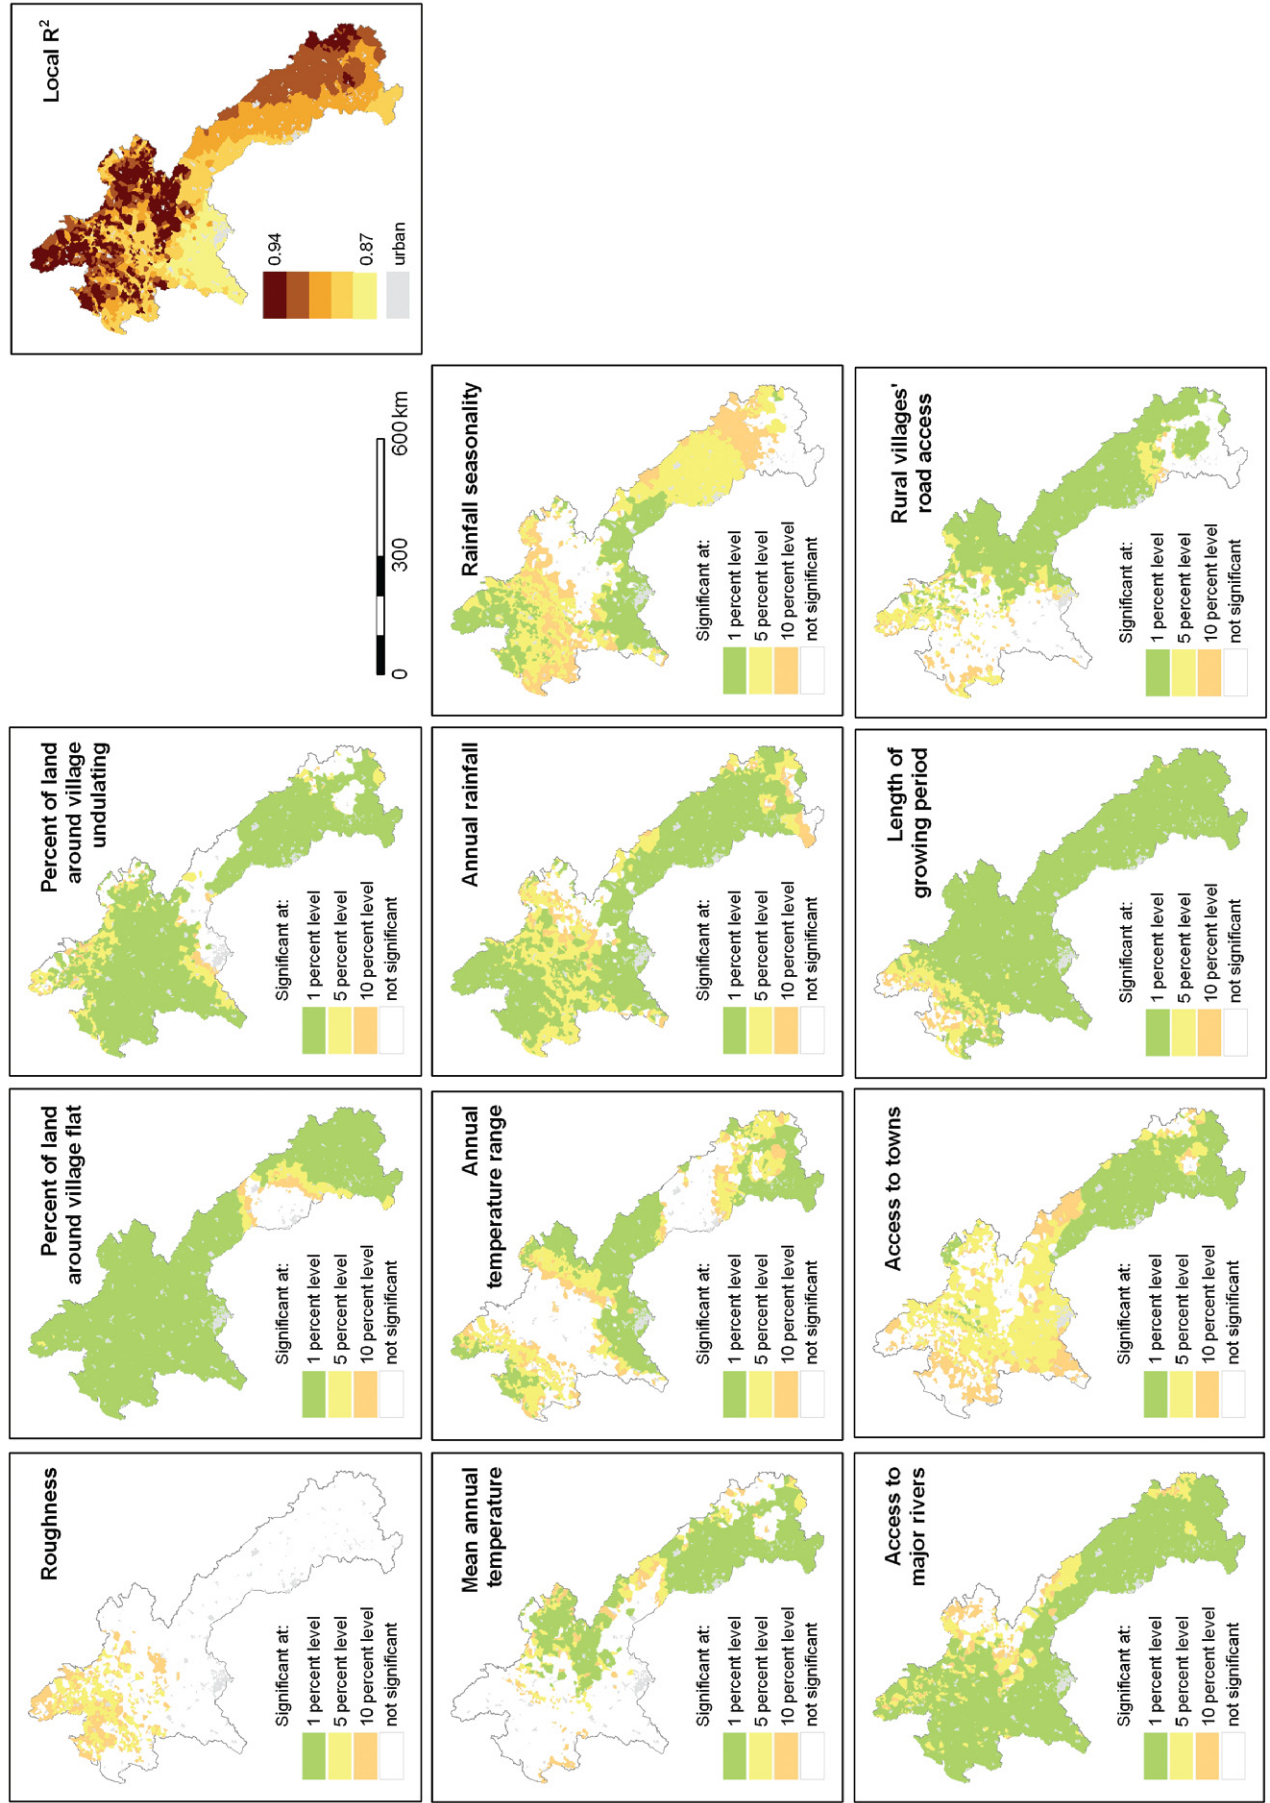 Roughness
Significant at:
1 percent level
5 percent level
10 percent level
not significant
Percent of land
around village flat
Significant at:
1 percent level
5 percent level
10 percent level
not significant
Percent of land
around village
undulating
Significant at:
1 percent level
5 percent level
10 percent level
not significant
Local R²
0.94
0.87
urban
0
300
600 km
Mean annual
temperature
Significant at:
1 percent level
5 percent level
10 percent level
not significant
Annual
temperature range
Significant at:
1 percent level
5 percent level
10 percent level
not significant
Annual rainfall
Significant at:
1 percent level
5 percent level
10 percent level
not significant
Rainfall seasonality
Significant at:
1 percent level
5 percent level
10 percent level
not significant
Access to
major rivers
Significant at:
1 percent level
5 percent level
10 percent level
not significant
Access to towns
Significant at:
1 percent level
5 percent level
10 percent level
not significant
Length of
growing period
Significant at:
1 percent level
5 percent level
10 percent level
not significant
Rural villages'
road access
Significant at:
1 percent level
5 percent level
10 percent level
not significant